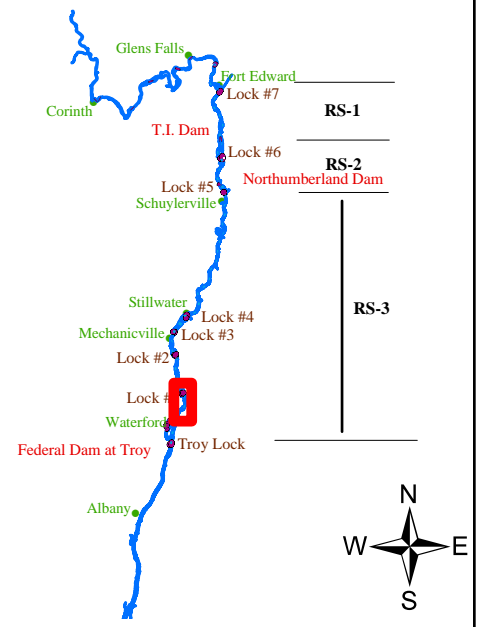 Glens Falls
Fort Edward
Lock #7
Corinth
RS-1
T.I. Dam
Lock #6
RS-2
Northumberland Dam
Lock #5
Schuylerville
Stillwater
RS-3
Lock #4
Mechanicville
Lock #3
Lock #2
Lock #
Waterford
Federal Dam at Troy
Troy Lock
N
Albany
W
E
S